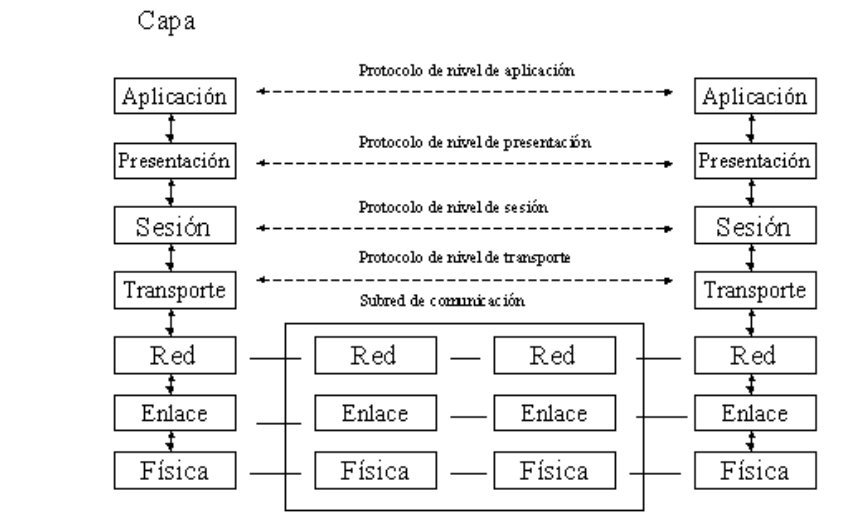 Capa
Protocolo de nivel de aplicación
Aplicación
Aplicación
Protocolo de nivel de presentación
Presentación
Presentación
Protocolo de nivel de sesión
Sesión
Sesión
Protocolo de nivel de transporte
Transporte
Transporte
Subred de comunicación
Red
Red
Red
Red
Enlace
Enlace
Enlace
Enlace
Física
Física
Física
Física